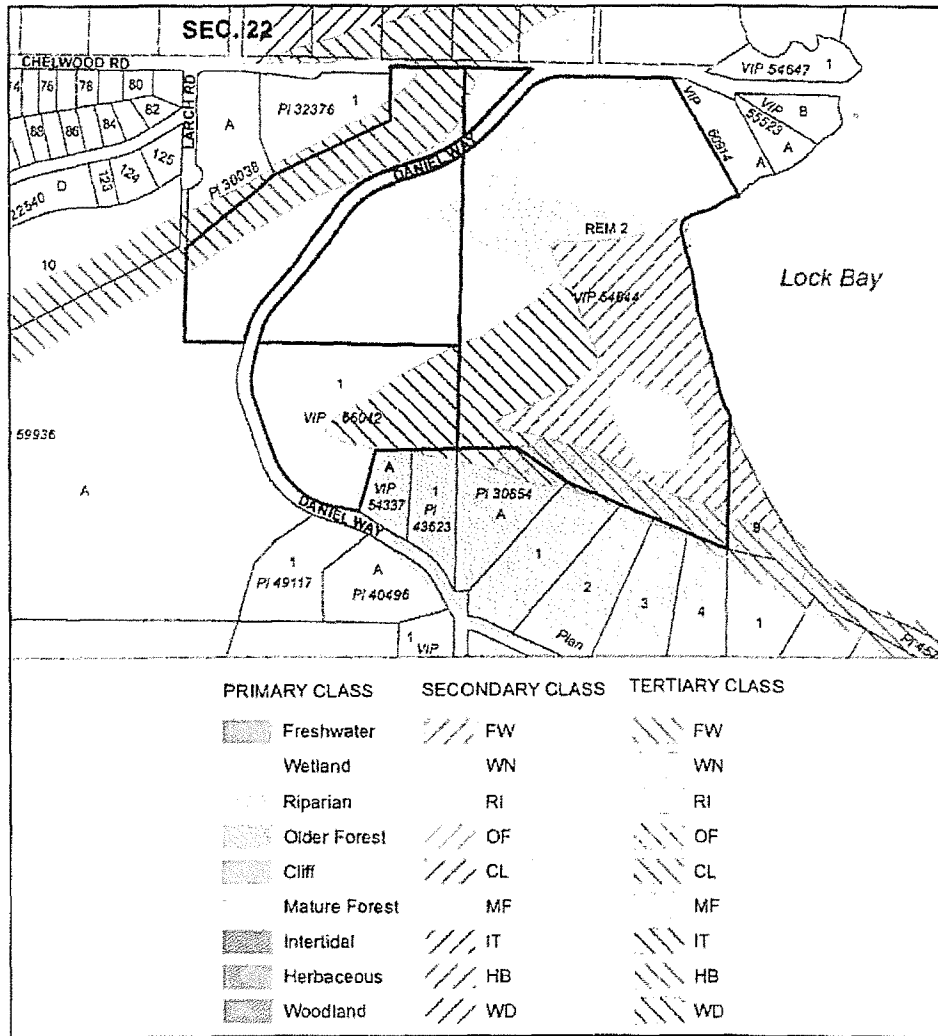 SEC. 22
CHELWOOD RD
76
78
80
82
88
86
84
125
124
123
D
22540
LARCH RD
A
PI 32376
1
PI 30038
10
DANIEL WAY
VIP 54647
1
VIP
60914
VIP
55523
B
A
A
REM 2
VIP 54844
Lock Bay
1
VIP 66042
59936
A
A
VIP
54337
1
PI
43623
PI 30654
A
DANIEL WAY
1
PI 49117
A
PI 40496
1
VIP
1
2
3
4
Plan
1
PRIMARY CLASS
Freshwater
Wetland
Riparian
Older Forest
Cliff
Mature Forest
Intertidal
Herbaceous
Woodland
SECONDARY CLASS
FW
WN
RI
OF
CL
MF
IT
HB
WD
TERTIARY CLASS
FW
WN
RI
OF
CL
MF
IT
HB
WD